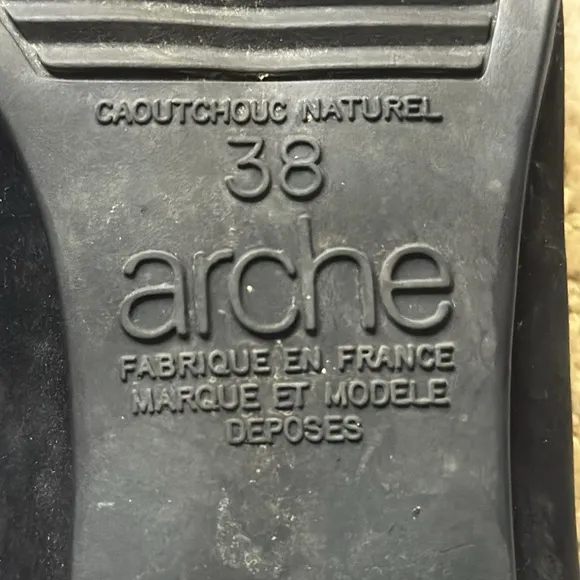 CAOUTCHOUC NATUREL
38
arche
FABRIQUE EN FRANCE
MARQUE ET MODELE
DEPOSES